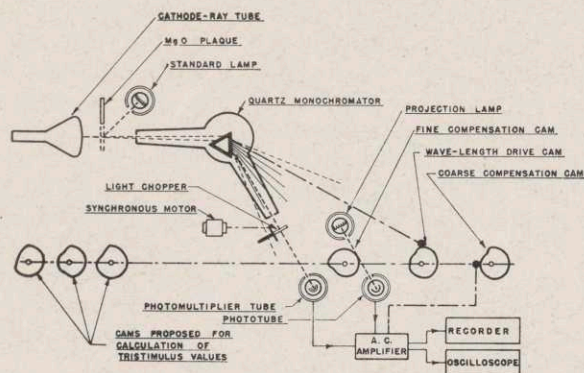 CATHODE-RAY TUBE
MgO PLAQUE
STANDARD LAMP
QUARTZ MONOCHROMATOR
PROJECTION LAMP
FINE COMPENSATION CAM
WAVE-LENGTH DRIVE CAM
COARSE COMPENSATION CAM
LIGHT CHOPPER
SYNCHRONOUS MOTOR
PHOTOMULTIPLIER TUBE
PHOTOTUBE
CAMS PROPOSED FOR
CALCULATION OF
TRISTIMULUS VALUES
A. C.
AMPLIFIER
RECORDER
OSCILLOSCOPE